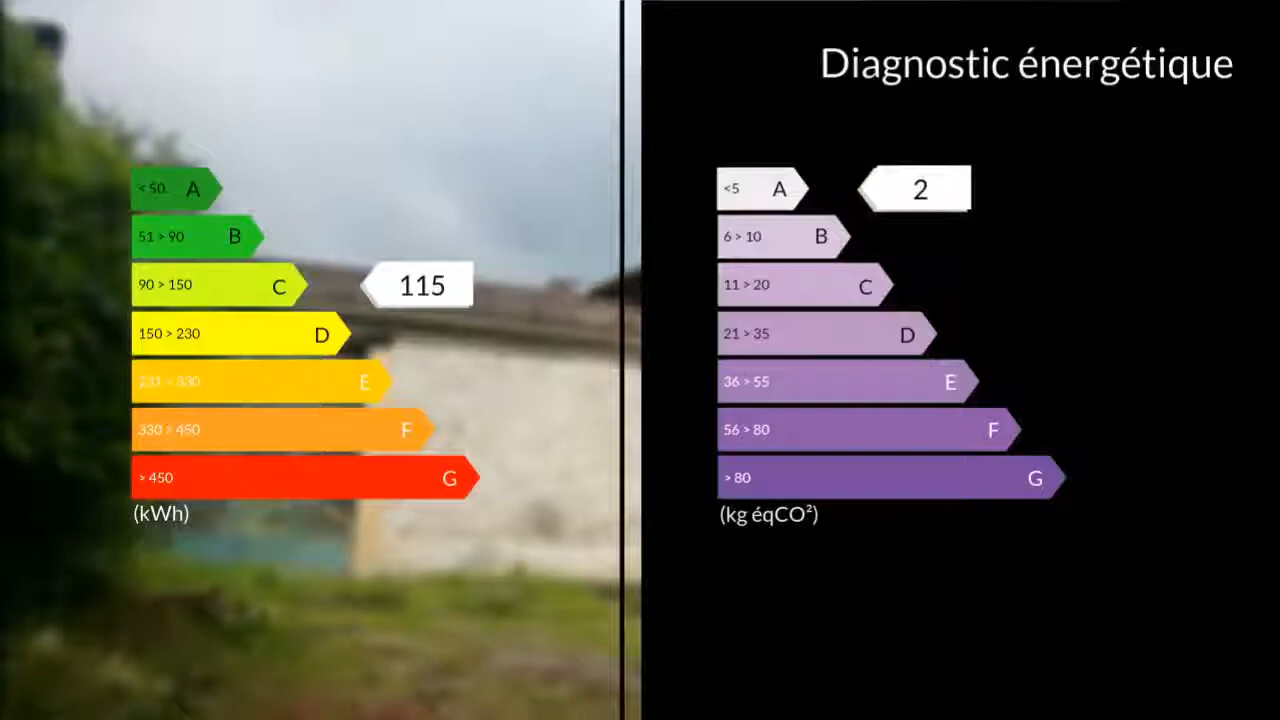 Diagnostic énergétique
< 50 A
51 > 90 B
90 > 150 C
115
150 > 230 D
231 > 330 E
330 > 450 F
> 450 G
(kWh)
<5 A
2
6 > 10 B
11 > 20 C
21 > 35 D
36 > 55 E
56 > 80 F
> 80 G
(kg éqCO²)